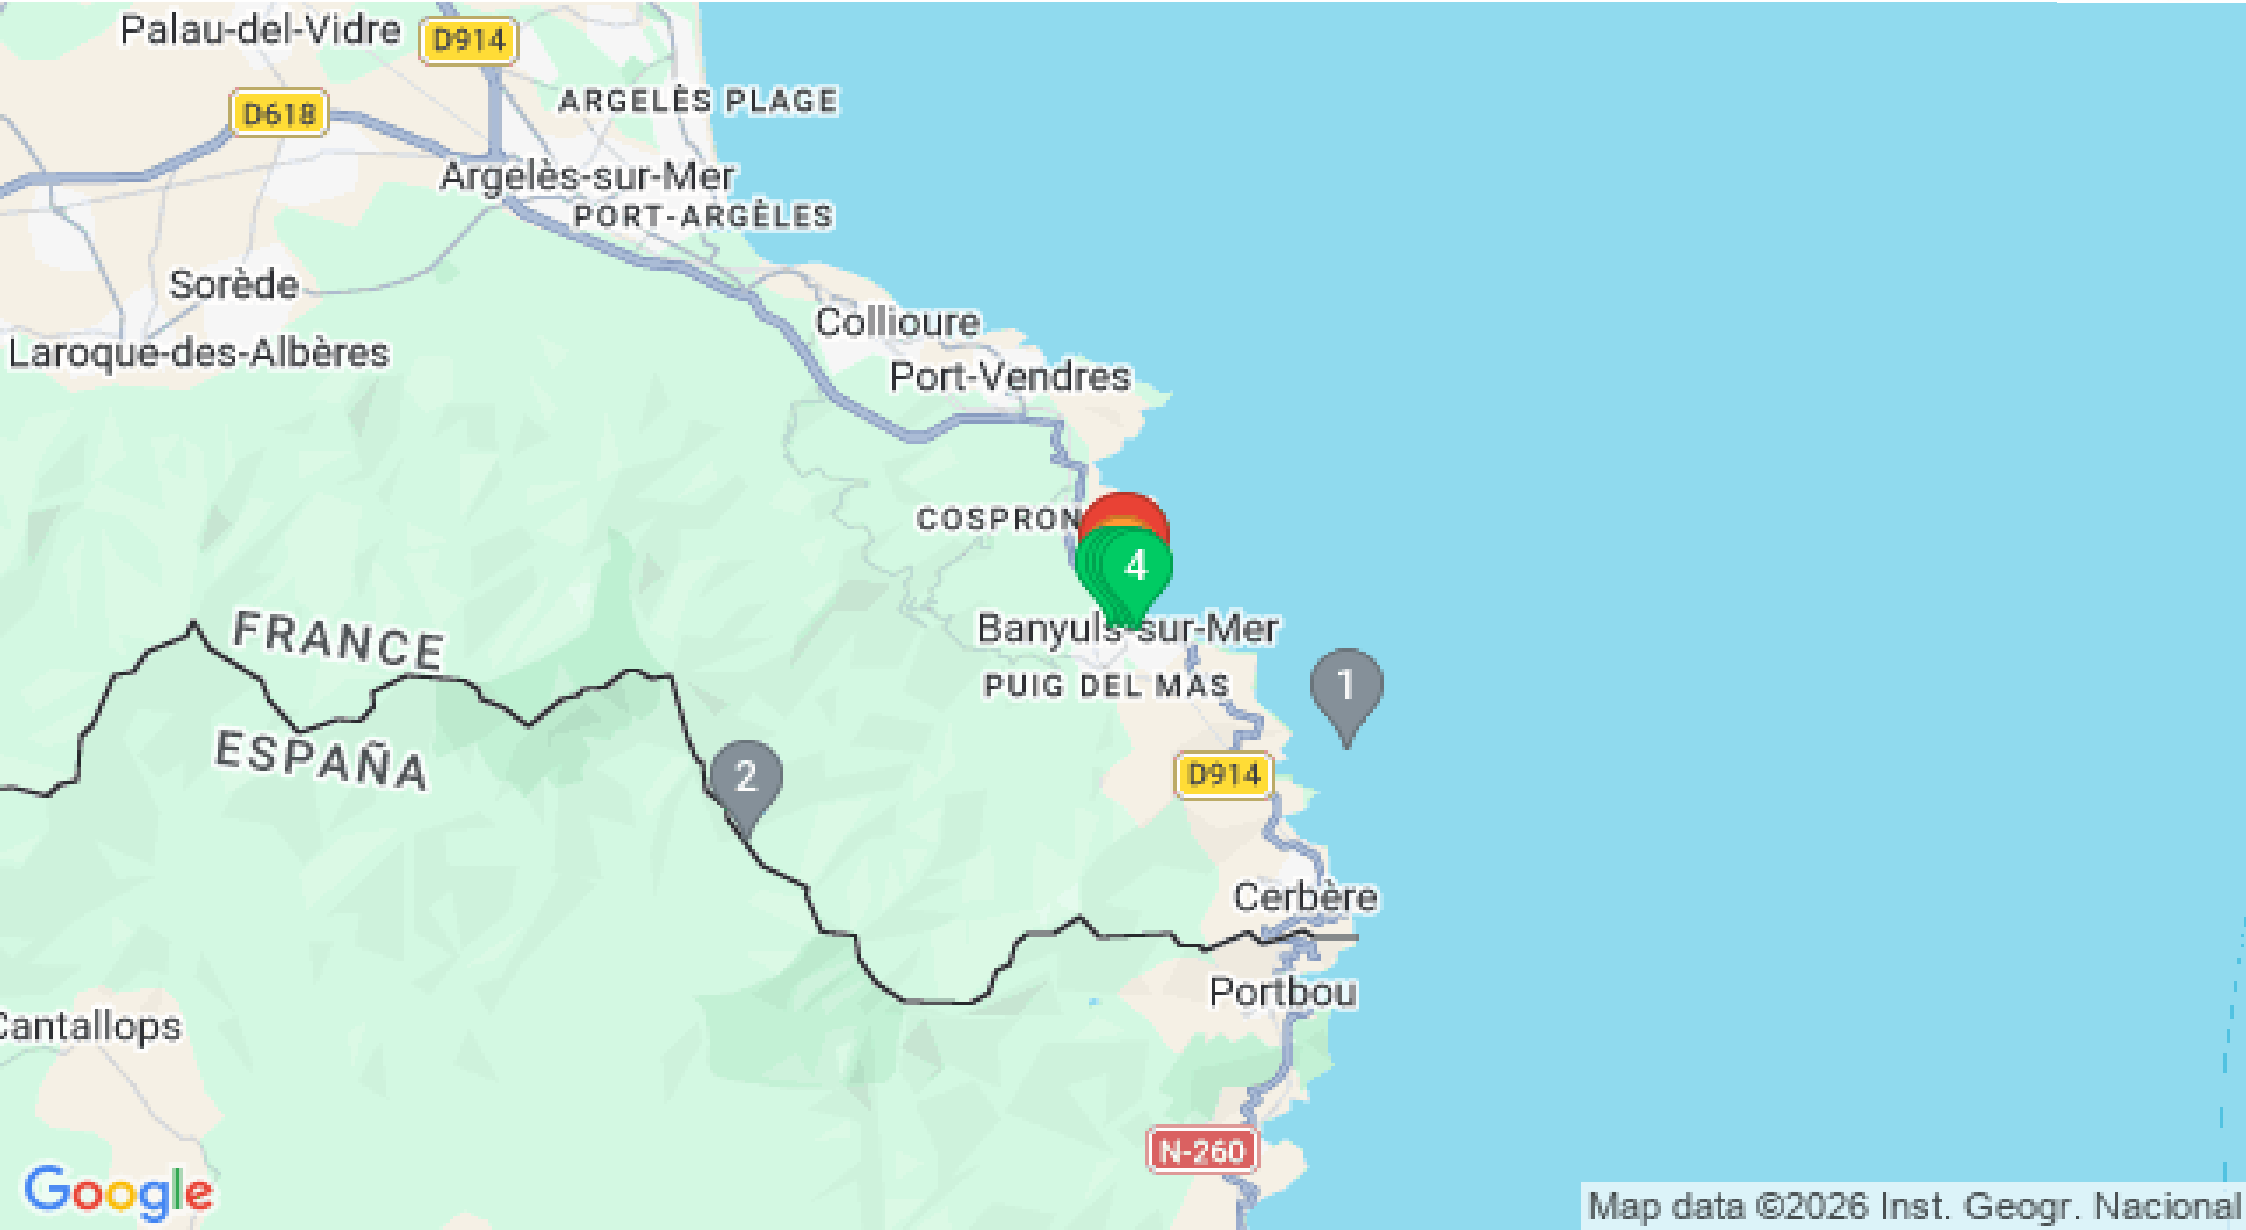 Palau-del-Vidre
D914
ARGELÈS PLAGE
D618
Argelès-sur-Mer
PORT-ARGÈLES
Sorède
Collioure
Laroque-des-Albères
Port-Vendres
COSPRON
4
Banyuls-sur-Mer
FRANCE
PUIG DEL MAS
1
ESPAÑA
2
D914
Cerbère
Portbou
Cantallops
N-260
Google
Map data ©2026 Inst. Geogr. Nacional